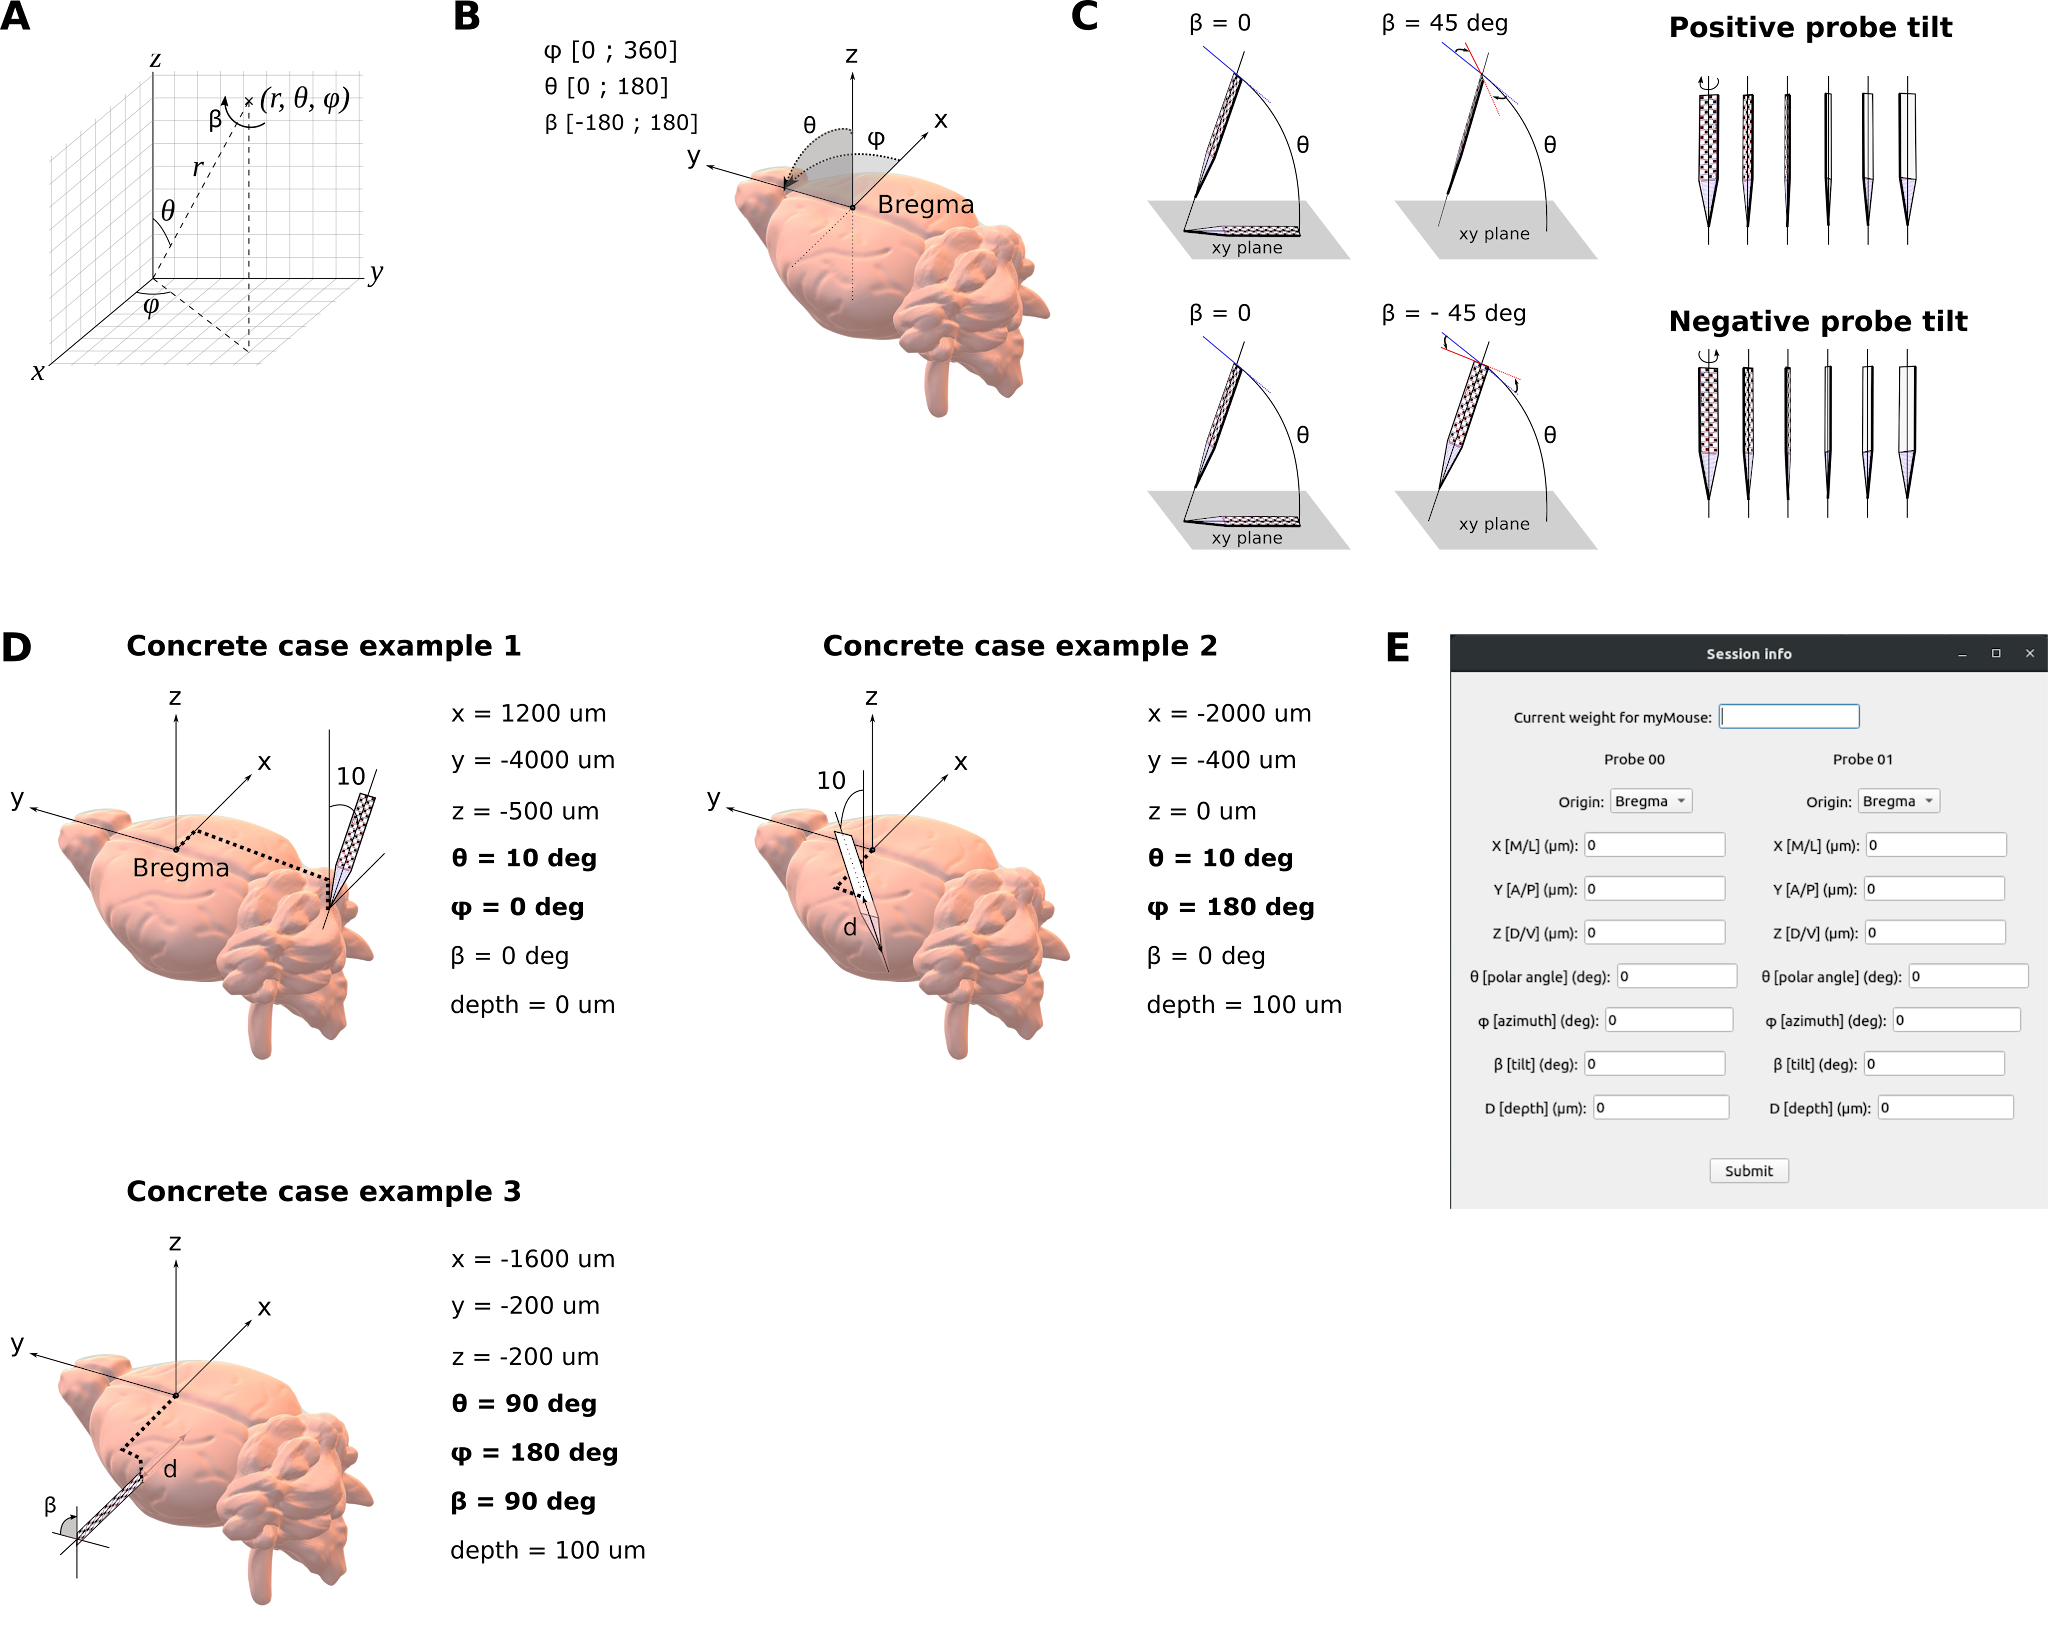 A
z
(r, θ, φ)
β
r
θ
φ
y
x
B
φ [0 ; 360]
θ [0 ; 180]
β [-180 ; 180]
z
x
θ
φ
y
Bregma
C
β = 0
β = 45 deg
θ
θ
xy plane
xy plane
Positive probe tilt
β = 0
β = - 45 deg
θ
θ
xy plane
xy plane
Negative probe tilt
D
Concrete case example 1
z
x
y
10
Bregma
x = 1200 um
y = -4000 um
z = -500 um
θ = 10 deg
φ = 0 deg
β = 0 deg
depth = 0 um
Concrete case example 2
z
x
y
10
d
x = -2000 um
y = -400 um
z = 0 um
θ = 10 deg
φ = 180 deg
β = 0 deg
depth = 100 um
Concrete case example 3
z
x
y
d
β
x = -1600 um
y = -200 um
z = -200 um
θ = 90 deg
φ = 180 deg
β = 90 deg
depth = 100 um
E
Session info
Current weight for myMouse:
Probe 00 Probe 01
Origin: Bregma Origin: Bregma
X [M/L] (µm): 0 X [M/L] (µm): 0
Y [A/P] (µm): 0 Y [A/P] (µm): 0
Z [D/V] (µm): 0 Z [D/V] (µm): 0
θ [polar angle] (deg): 0 θ [polar angle] (deg): 0
φ [azimuth] (deg): 0 φ [azimuth] (deg): 0
β [tilt] (deg): 0 β [tilt] (deg): 0
D [depth] (µm): 0 D [depth] (µm): 0
Submit